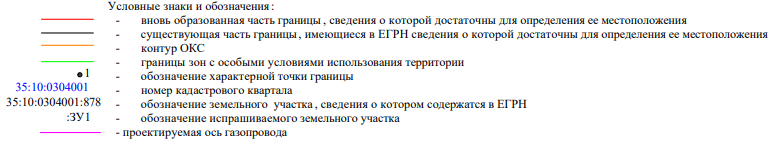 Условные знаки и обозначения:
- вновь образованная часть границы, сведения о которой достаточны для определения ее местоположения
- существующая часть границы, имеющиеся в ЕГРН сведения о которой достаточны для определения ее местоположения
- контур ОКС
- границы зон с особыми условиями использования территории
1 - обозначение характерной точки границы
35:10:0304001 - номер кадастрового квартала
35:10:0304001:878 - обозначение земельного участка, сведения о котором содержатся в ЕГРН
:ЗУ1 - обозначение испрашиваемого земельного участка
- проектируемая ось газопровода